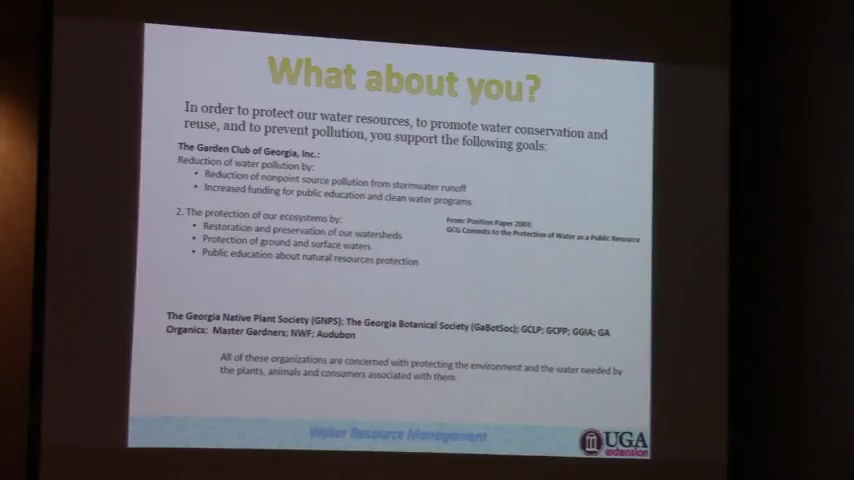 What about you?
In order to protect our water resources, to promote water conservation and
reuse, and to prevent pollution, you support the following goals:
The Garden Club of Georgia, Inc.:
Reduction of water pollution by:
• Reduction of nonpoint source pollution from stormwater runoff
• Increased funding for public education and clean water programs
2. The protection of our ecosystems by:
• Restoration and preservation of our watersheds
• Protection of ground and surface waters
• Public education about natural resources protection
From: Position Paper 2003:
GCG Commits to the Protection of Water as a Public Resource
The Georgia Native Plant Society (GNPS); The Georgia Botanical Society (GaBotSoc); GCLP; GCPP; GGIA; GA
Organics; Master Gardners; NWF; Audubon
All of these organizations are concerned with protecting the environment and the water needed by
the plants, animals and consumers associated with them.
Water Resource Management
UGA
extension